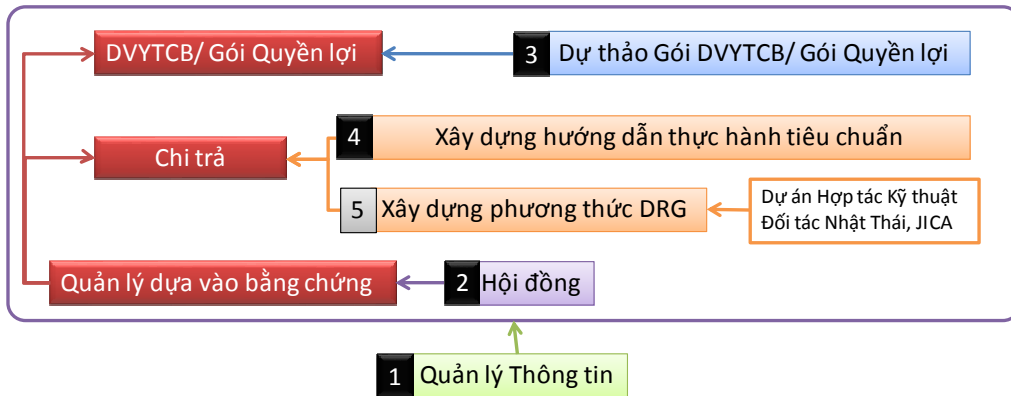 DVYTCB/ Gói Quyền lợi
3 Dự thảo Gói DVYTCB/ Gói Quyền lợi
Chi trả
4 Xây dựng hướng dẫn thực hành tiêu chuẩn
5 Xây dựng phương thức DRG
Dự án Hợp tác Kỹ thuật
Đối tác Nhật Thái, JICA
Quản lý dựa vào bằng chứng
2 Hội đồng
1 Quản lý Thông tin